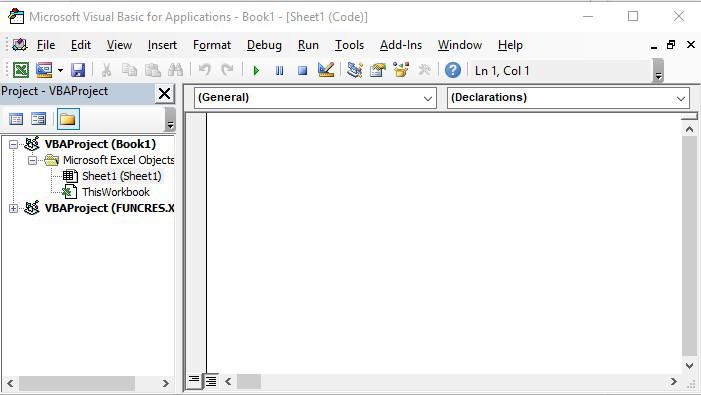 Microsoft Visual Basic for Applications - Book1 - [Sheet1 (Code)]
File Edit View Insert Format Debug Run Tools Add-Ins Window Help
Ln 1, Col 1
Project - VBAProject
(General) (Declarations)
VBAProject (Book1)
Microsoft Excel Objects
Sheet1 (Sheet1)
ThisWorkbook
VBAProject (FUNCRES.X